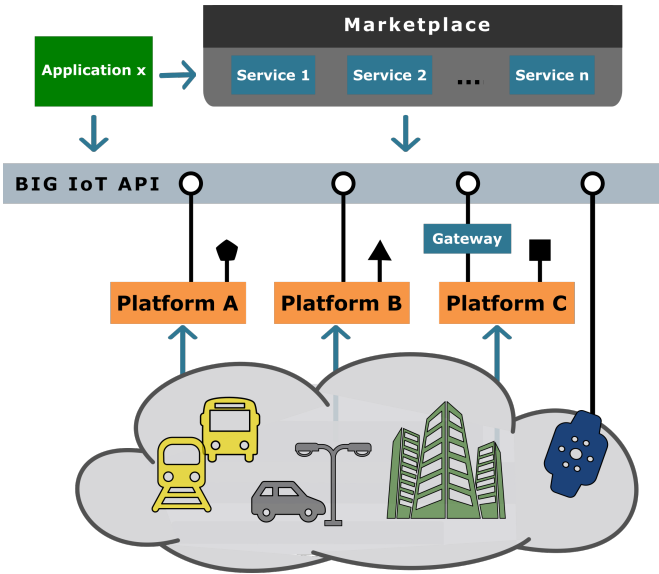 Marketplace
Application x
Service 1
Service 2
...
Service n
BIG IoT API
Gateway
Platform A
Platform B
Platform C